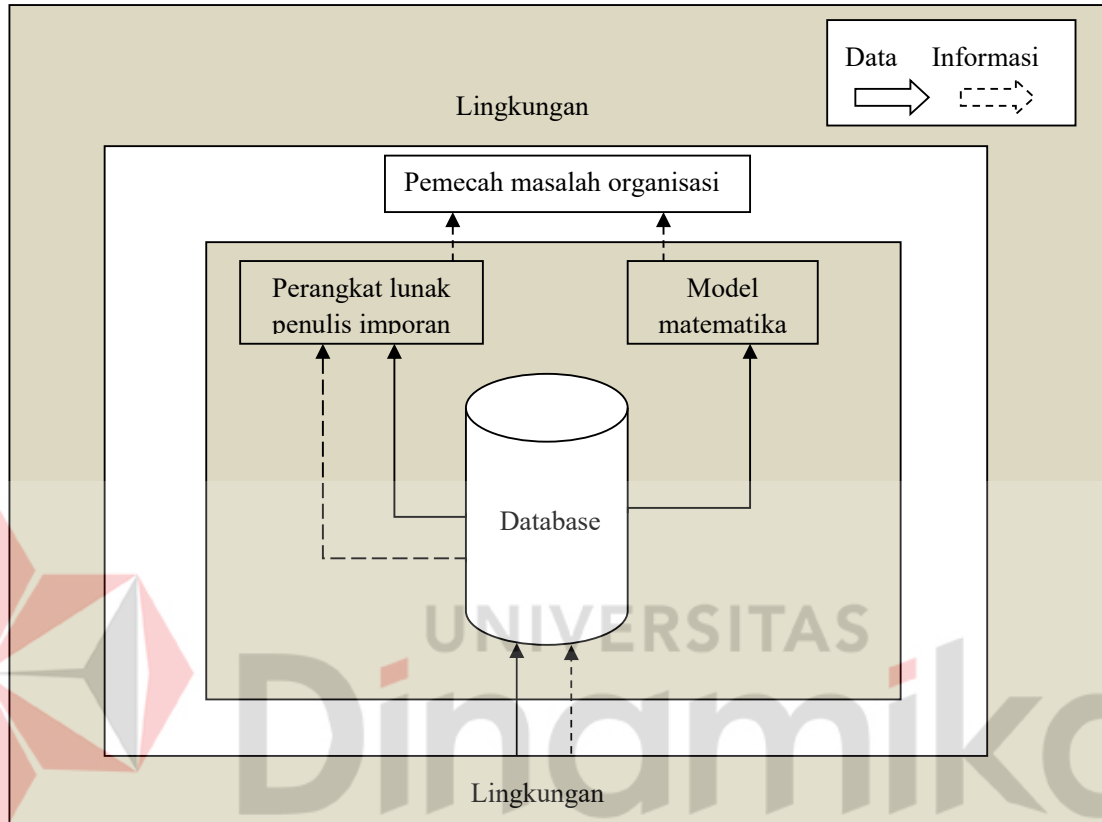 Data Informasi
Lingkungan
Pemecah masalah organisasi
Perangkat lunak
penulis imporan
Model
matematika
Database
UNIVERSITAS
Dinamika
Lingkungan